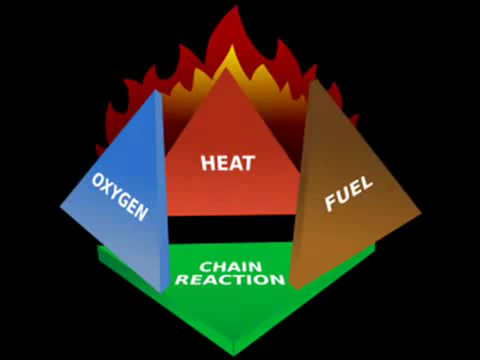 HEAT
OXYGEN
FUEL
CHAIN
REACTION